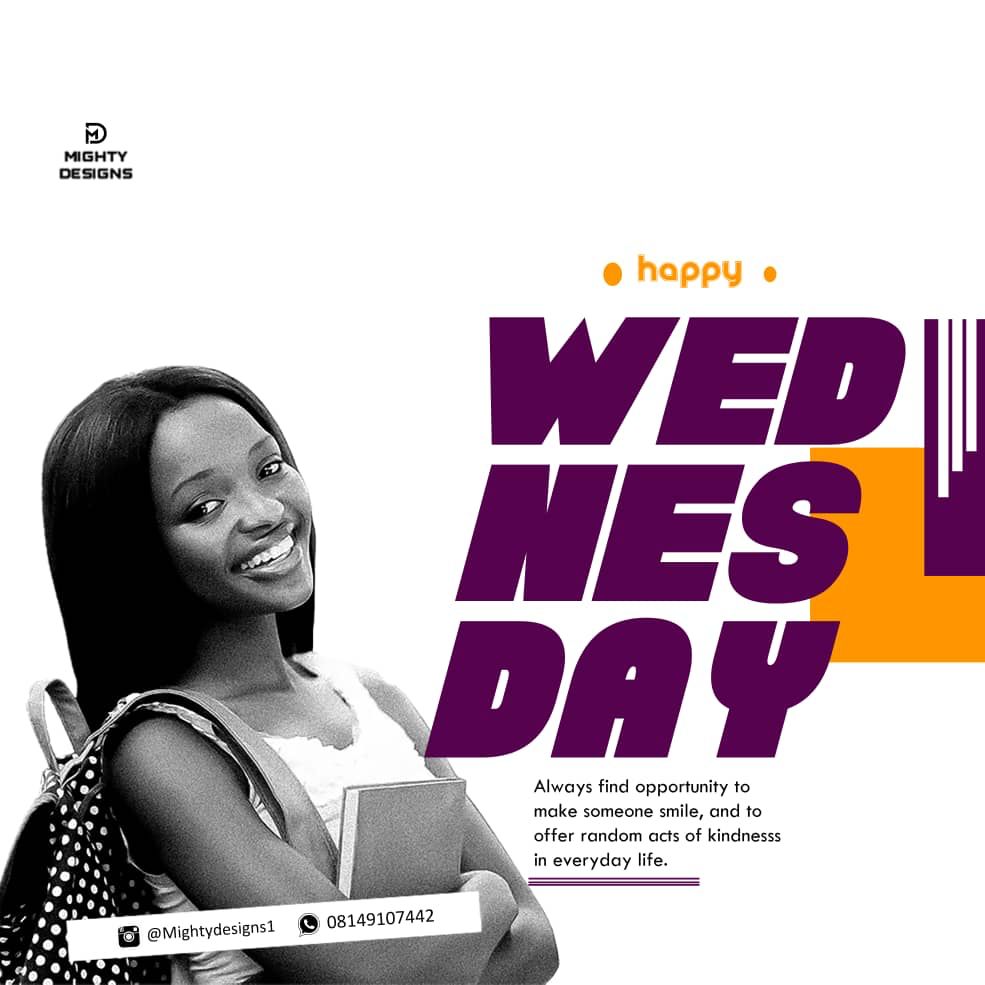 MIGHTY
DESIGNS
happy
WED
NES
DAY
Always find opportunity to
make someone smile, and to
offer random acts of kindnesss
in everyday life.
@Mightydesigns1 08149107442